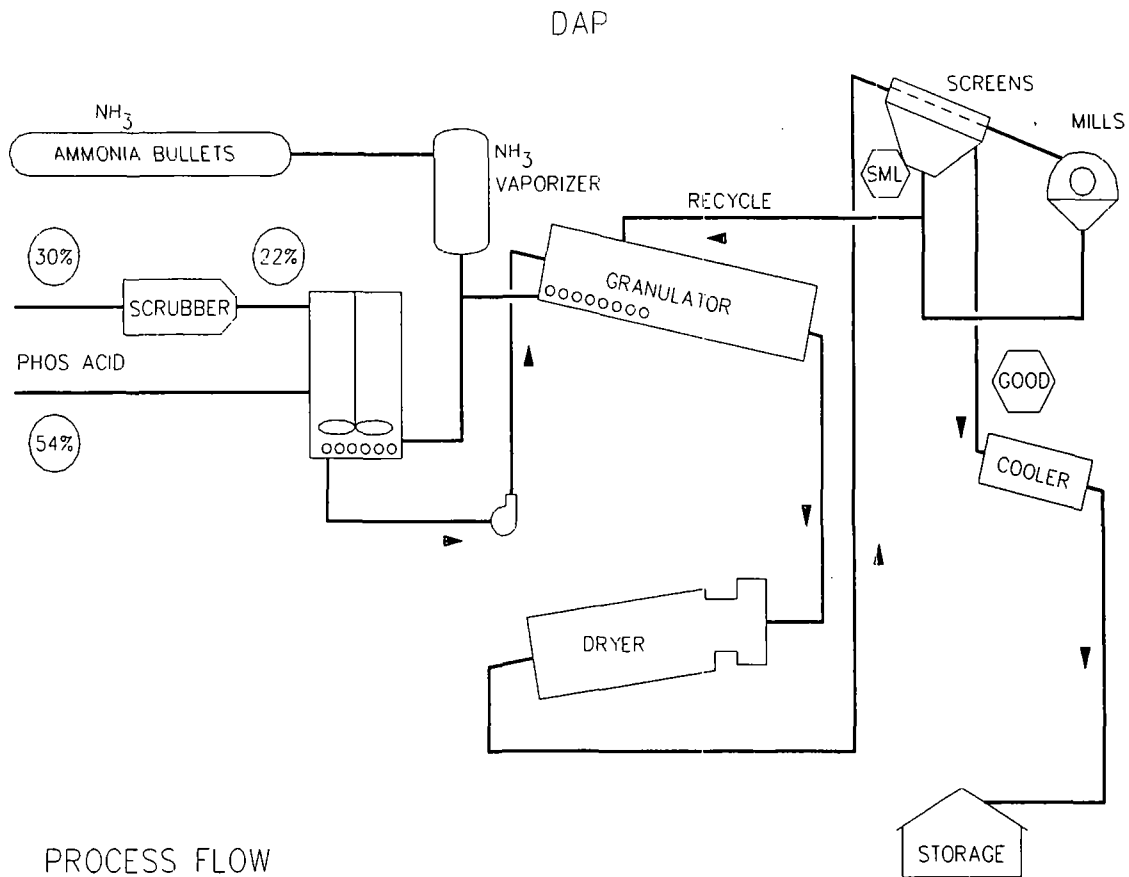 DAP
SCREENS
NH3
MILLS
AMMONIA BULLETS
NH3
VAPORIZER
SML
RECYCLE
30%
22%
GRANULATOR
SCRUBBER
PHOS ACID
GOOD
54%
COOLER
DRYER
STORAGE
PROCESS FLOW